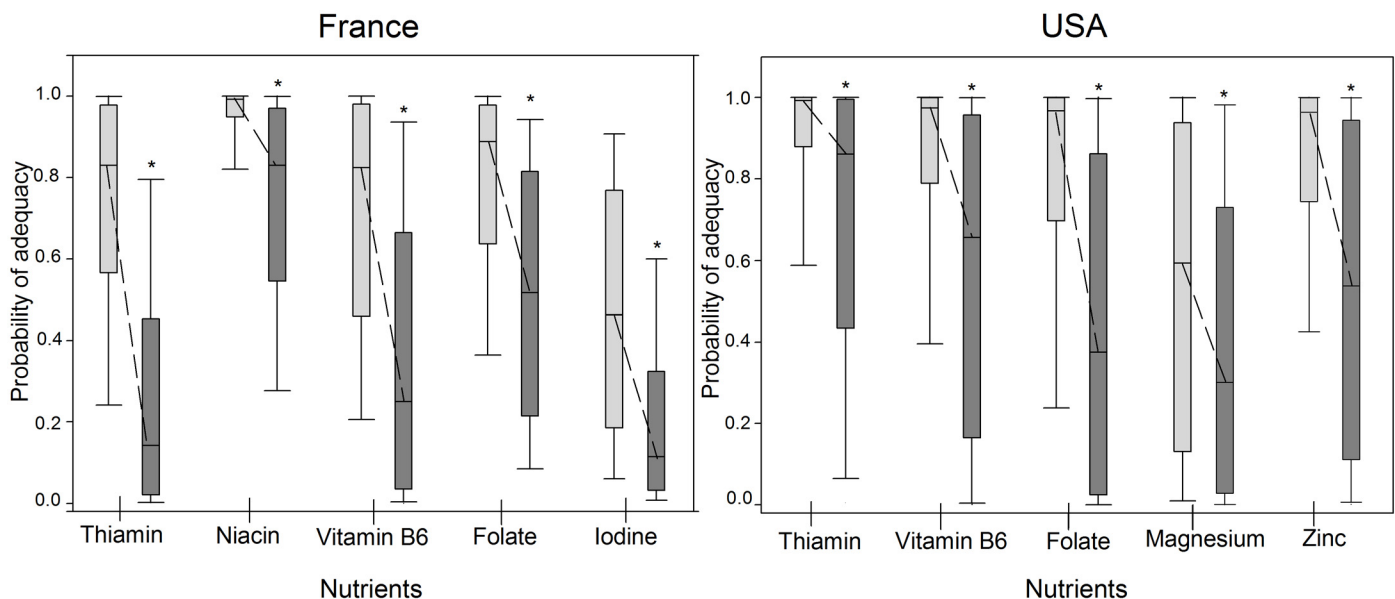 France
Probability of adequacy
1.0
0.8
0.6
0.4
0.2
0.0
* * * * *
Thiamin Niacin Vitamin B6 Folate Iodine
Nutrients
USA
Probability of adequacy
1.0
0.8
0.6
0.4
0.2
0.0
* * * * *
Thiamin Vitamin B6 Folate Magnesium Zinc
Nutrients